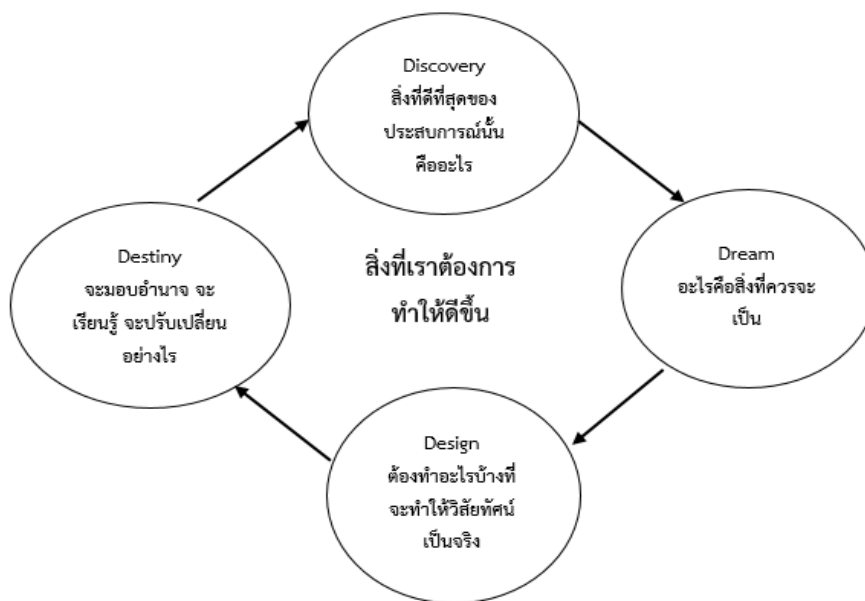 Discovery
สิ่งที่ดีที่สุดของ
ประสบการณ์นั้น
คืออะไร
Dream
อะไรคือสิ่งที่ควรจะ
เป็น
สิ่งที่เราต้องการ
ทำให้ดีขึ้น
Destiny
จะมอบอำนาจ จะ
เรียนรู้ จะปรับเปลี่ยน
อย่างไร
Design
ต้องทำอะไรบ้างที่
จะทำให้วิสัยทัศน์
เป็นจริง